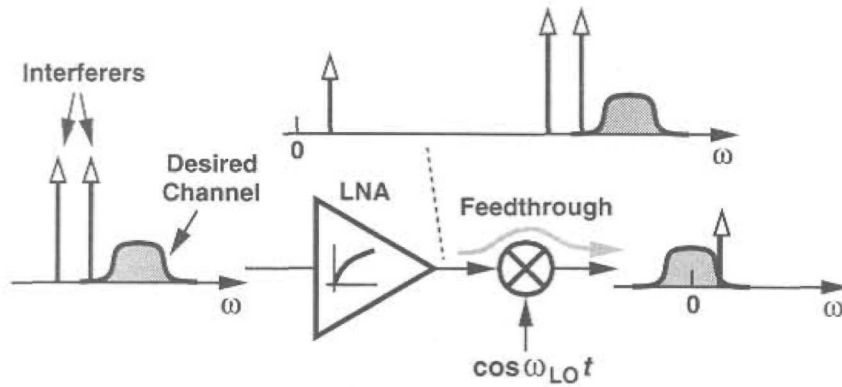 Interferers
Desired
Channel
0
ω
LNA
Feedthrough
ω
0
ω
cos ω_LO t